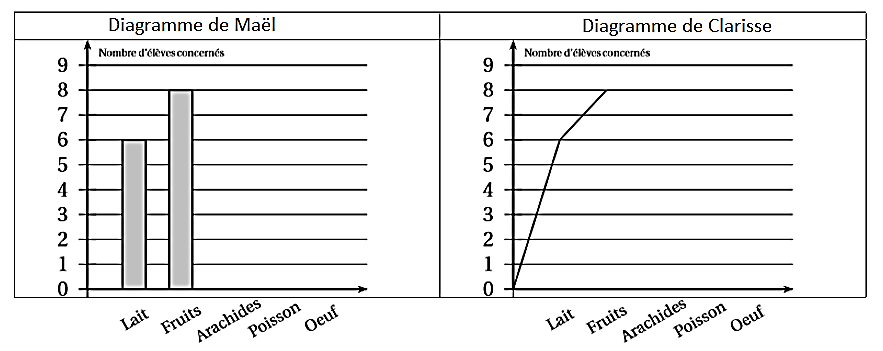 Diagramme de Maël
Nombre d'élèves concernés
9
8
7
6
5
4
3
2
1
0
Lait
Fruits
Arachides
Poisson
Oeuf
Diagramme de Clarisse
Nombre d'élèves concernés
9
8
7
6
5
4
3
2
1
0
Lait
Fruits
Arachides
Poisson
Oeuf